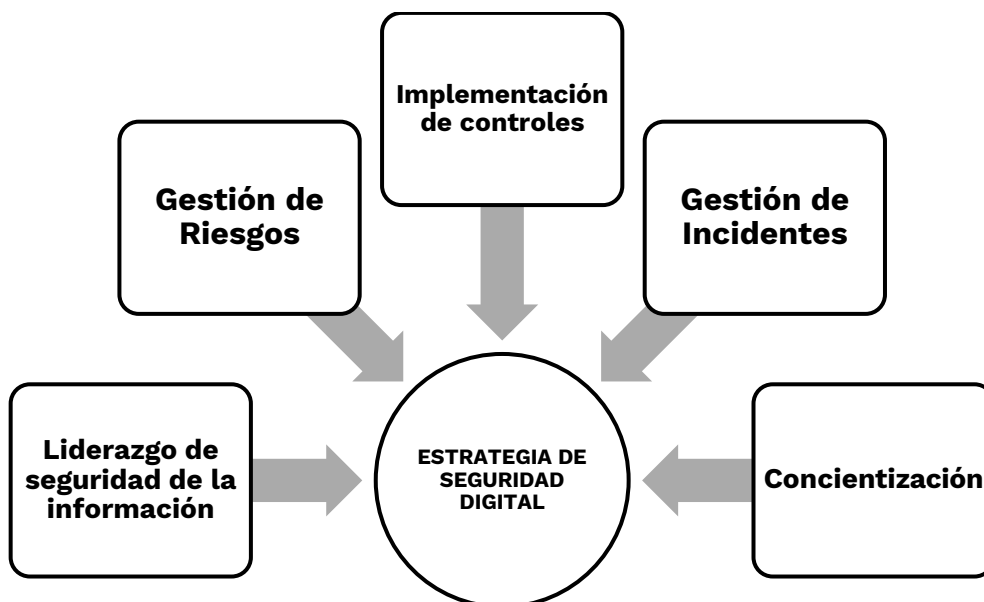 Implementación
de controles
Gestión de
Riesgos
Gestión de
Incidentes
Liderazgo de
seguridad de la
información
ESTRATEGIA DE
SEGURIDAD
DIGITAL
Concientización